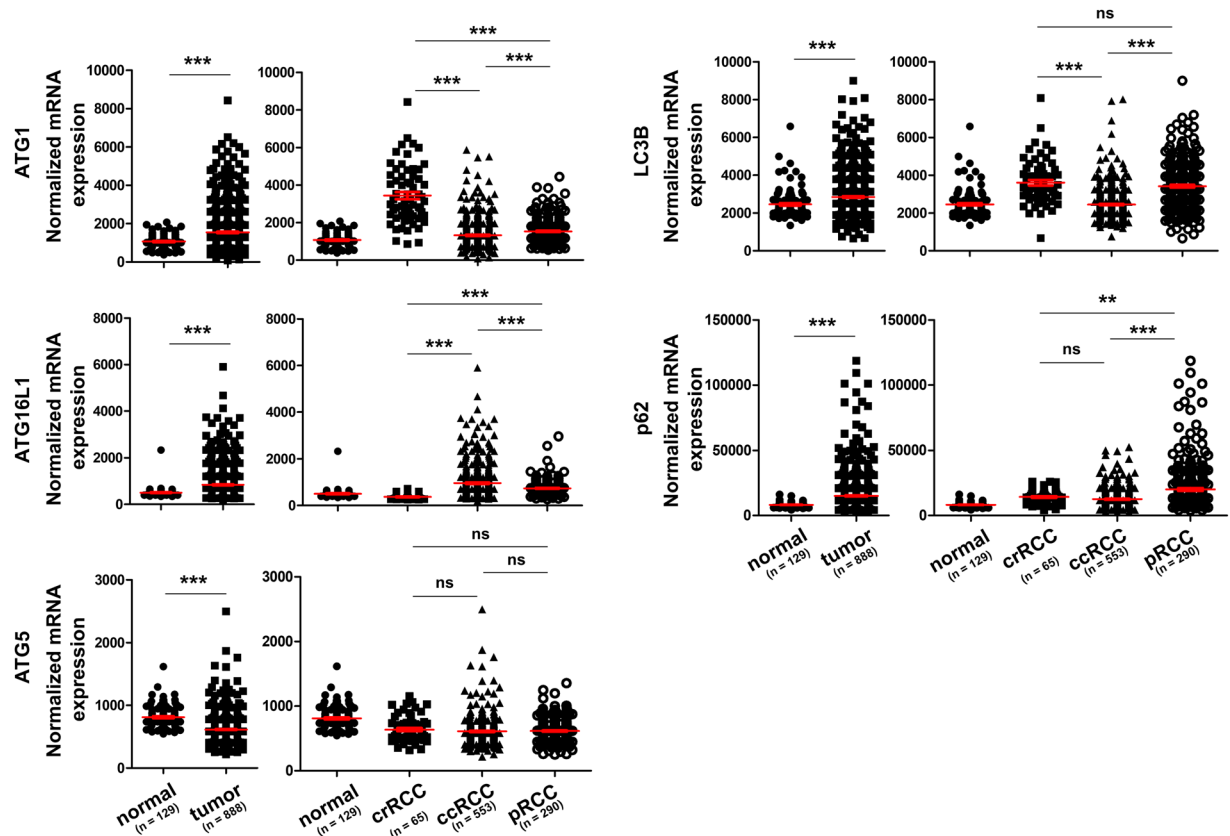 ATG1
Normalized mRNA
expression
10000
8000
6000
4000
2000
0
***
10000
8000
6000
4000
2000
0
***
***
***
LC3B
Normalized mRNA
expression
10000
8000
6000
4000
2000
0
***
10000
8000
6000
4000
2000
0
ns
***
***
ATG16L1
Normalized mRNA
expression
8000
6000
4000
2000
0
***
8000
6000
4000
2000
0
***
***
***
p62
Normalized mRNA
expression
150000
100000
50000
0
***
normal
(n = 129)
tumor
(n = 888)
150000
100000
50000
0
**
ns
***
normal
(n = 129)
crRCC
(n = 65)
ccRCC
(n = 553)
pRCC
(n = 290)
ATG5
Normalized mRNA
expression
3000
2000
1000
0
***
normal
(n = 129)
tumor
(n = 888)
3000
2000
1000
0
ns
ns
ns
normal
(n = 129)
crRCC
(n = 65)
ccRCC
(n = 553)
pRCC
(n = 290)